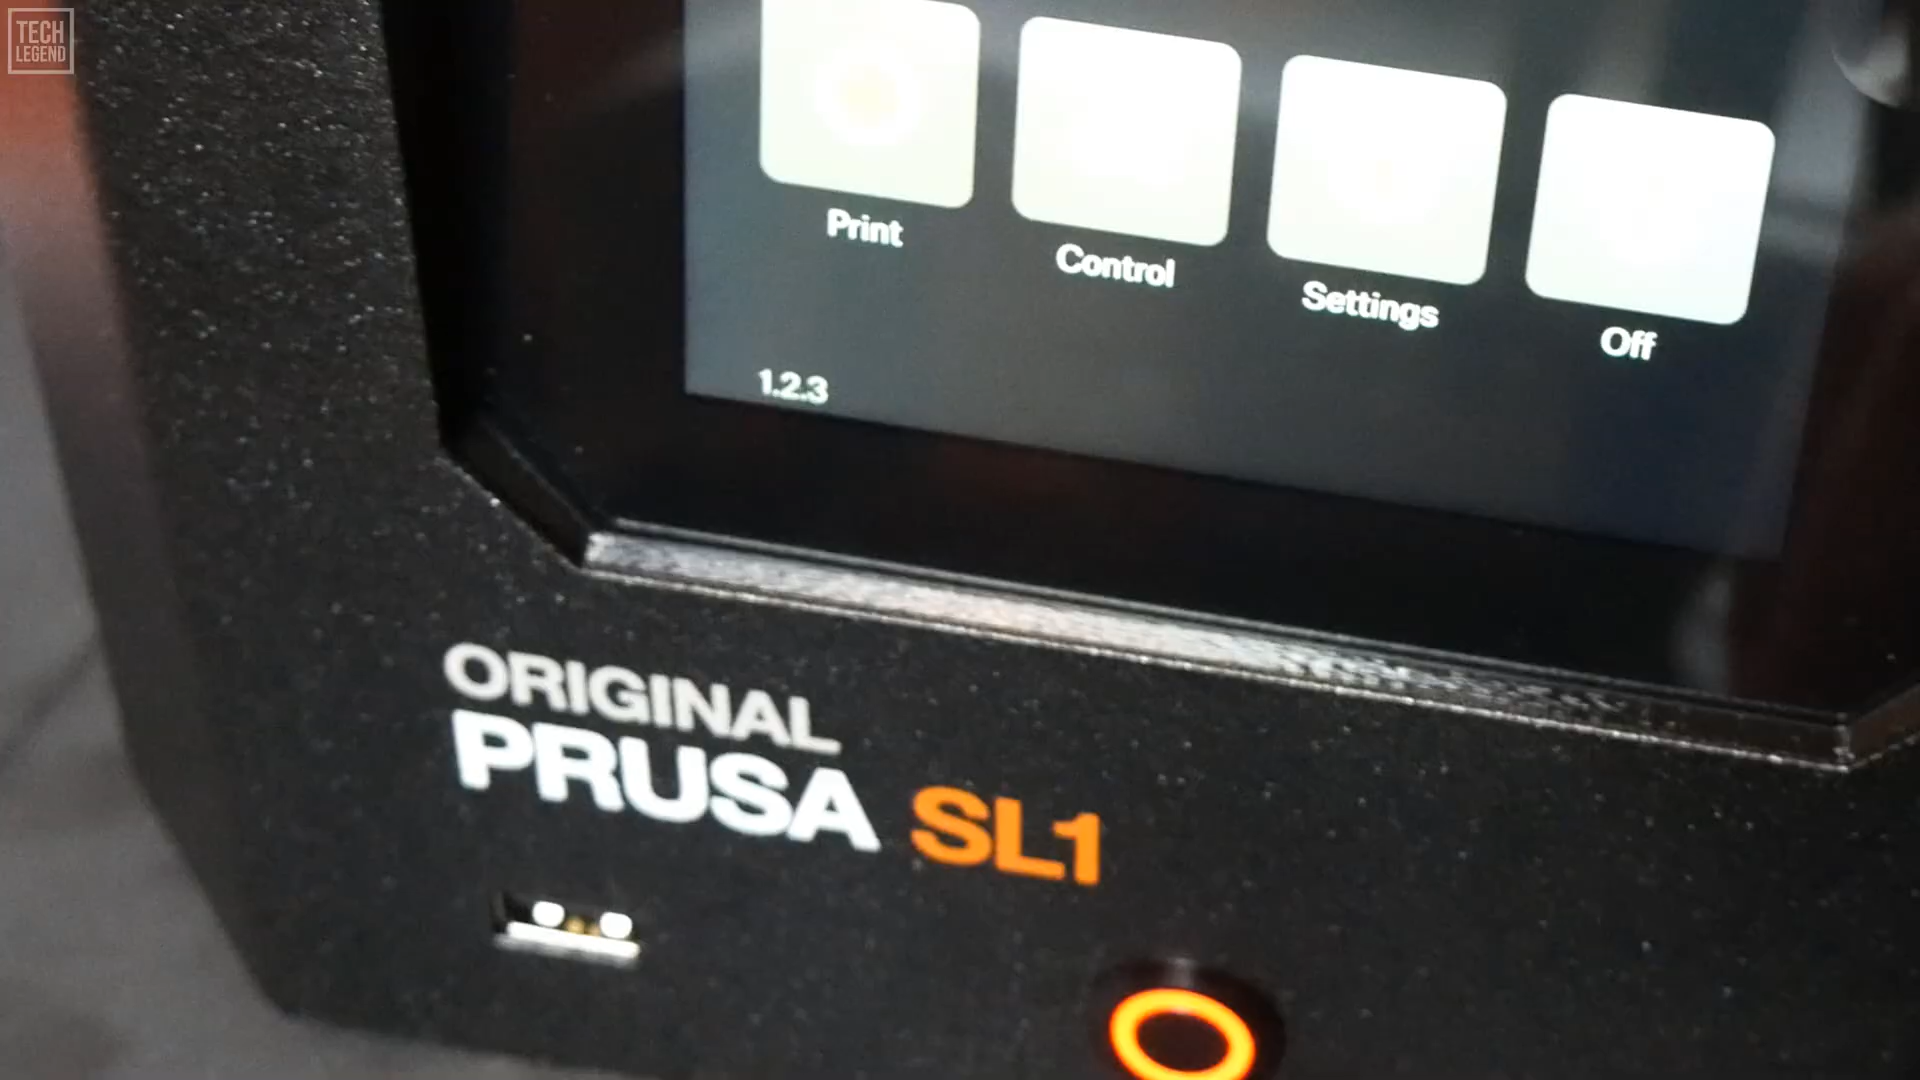 TECH
LEGEND
Print
Control
Settings
Off
1.2.3
ORIGINAL
PRUSA SL1